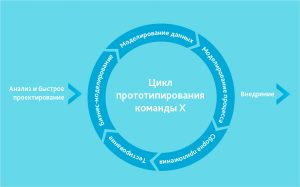 Анализ и быстрое
проектирование
Цикл
прототипирования
команды X
Моделирование данных
Моделирование процесса
Сборка приложения
Тестирование
Бизнес-моделирование
Внедрение